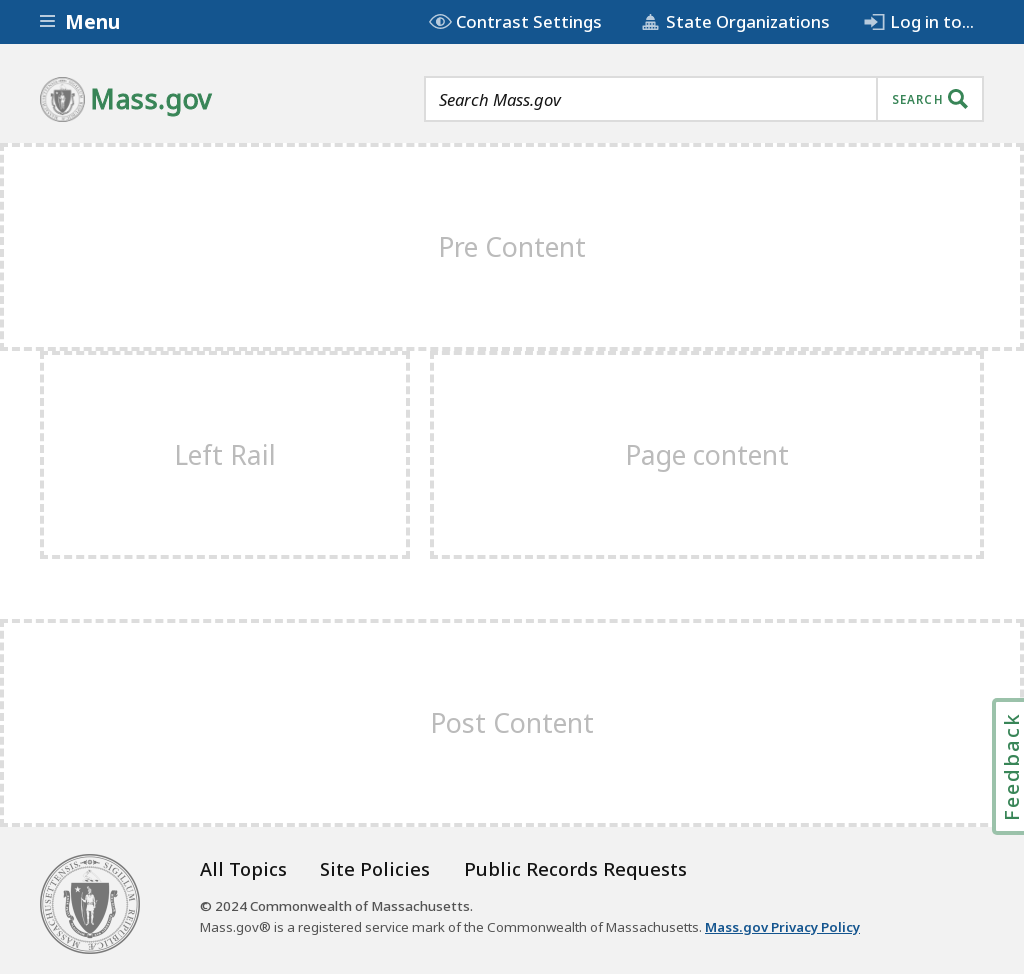 Menu
Contrast Settings
State Organizations
Log in to...
Mass.gov
Search Mass.gov
SEARCH
Pre Content
Left Rail
Page content
Post Content
Feedback
All Topics
Site Policies
Public Records Requests
© 2024 Commonwealth of Massachusetts.
Mass.gov® is a registered service mark of the Commonwealth of Massachusetts. Mass.gov Privacy Policy
SIGILLUM REIPUBLICÆ MASSACHUSETTENSIS